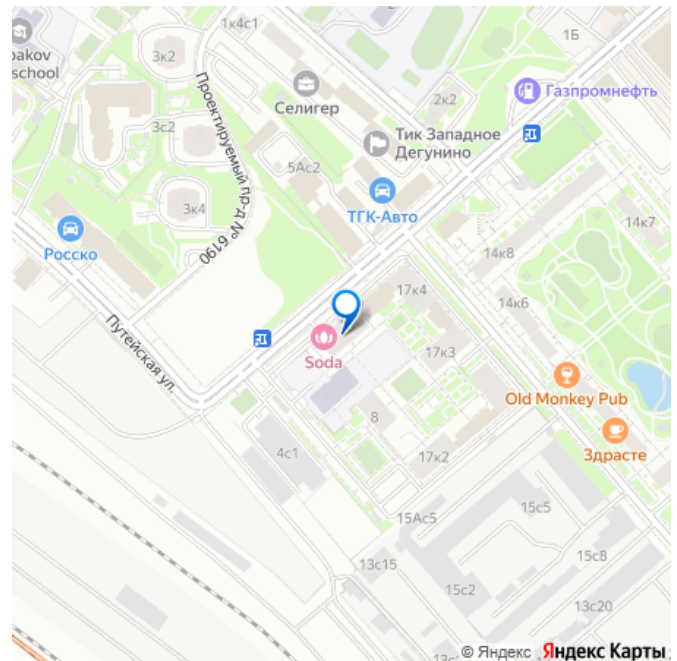 1к4с1
1Б
bakov
school
3к2
Проектируемый пр-д № 6190
Селигер
Газпромнефть
2к2
3с2
Тик Западное
Дегунино
5Ас2
3к4
ТГК-Авто
14к7
Росско
14к8
17к4
14к6
Путейская ул.
Soda
17к3
Old Monkey Pub
8
Здрасте
4с1
17к2
15с5
15Ас5
13с15
15с8
15с2
13с20
© Яндекс Яндекс Карты